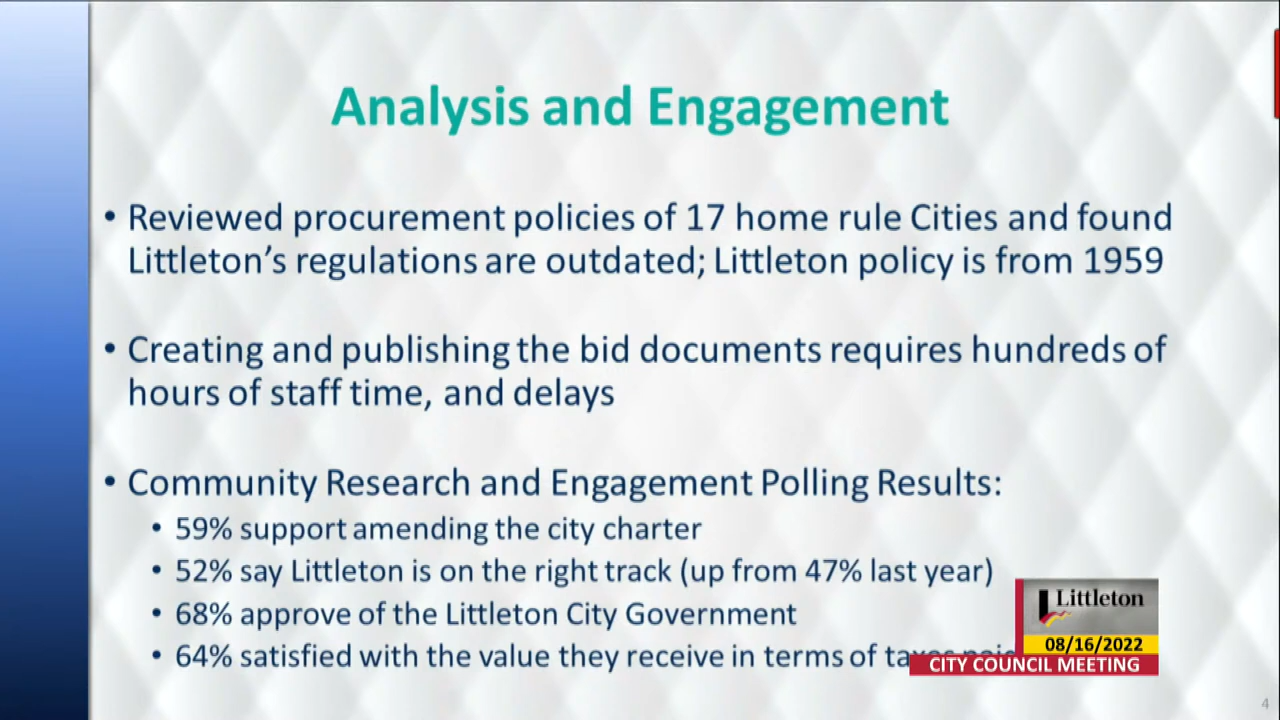 Analysis and Engagement
• Reviewed procurement policies of 17 home rule Cities and found
Littleton's regulations are outdated; Littleton policy is from 1959
• Creating and publishing the bid documents requires hundreds of
hours of staff time, and delays
• Community Research and Engagement Polling Results:
• 59% support amending the city charter
• 52% say Littleton is on the right track (up from 47% last year)
• 68% approve of the Littleton City Government
• 64% satisfied with the value they receive in terms of taxes paid
Littleton
08/16/2022
CITY COUNCIL MEETING
4